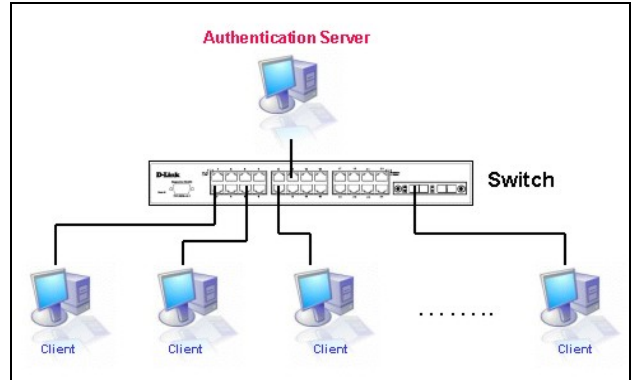 Authentication Server
D-Link
Switch
Client
Client
Client
........
Client